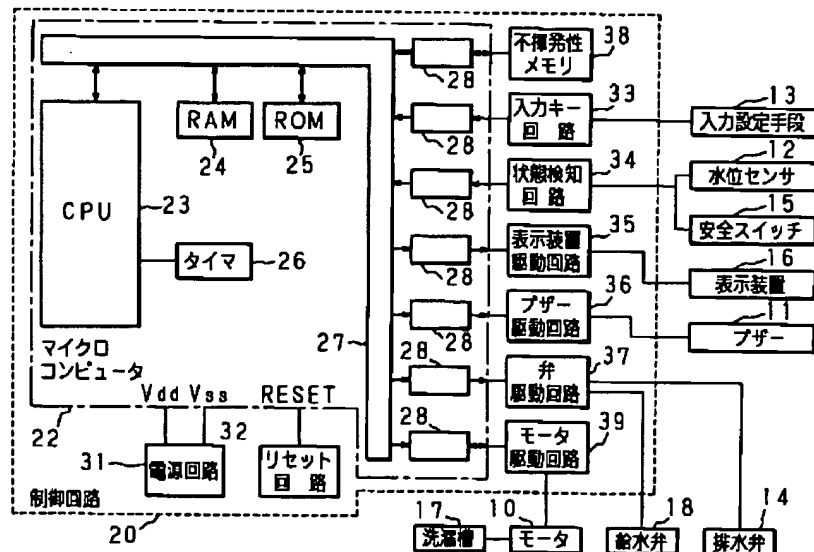 不揮発性
メモリ
38
28
入力キー
回路
33
28
入力設定手段
13
RAM
24
ROM
25
状態検知
回路
34
28
水位センサ
12
安全スイッチ
15
CPU
23
タイマ
26
表示装置
駆動回路
35
28
表示装置
16
ブザー
駆動回路
36
28
ブザー
11
マイクロ
コンピュータ
27
28
弁
駆動回路
37
Vdd Vss
RESET
22
28
モータ
駆動回路
39
31
電源回路
32
リセット
回路
制御回路
20
17
洗濯槽
10
モータ
18
給水弁
14
排水弁